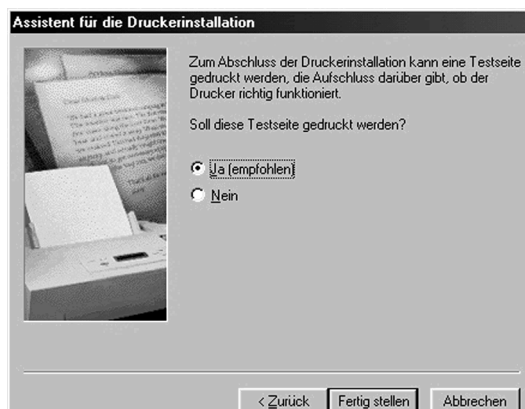 Assistent für die Druckerinstallation
Zum Abschluss der Druckerinstallation kann eine Testseite
gedruckt werden, die Aufschluss darüber gibt, ob der
Drucker richtig funktioniert.
Soll diese Testseite gedruckt werden?
Ja (empfohlen)
Nein
< Zurück
Fertig stellen
Abbrechen